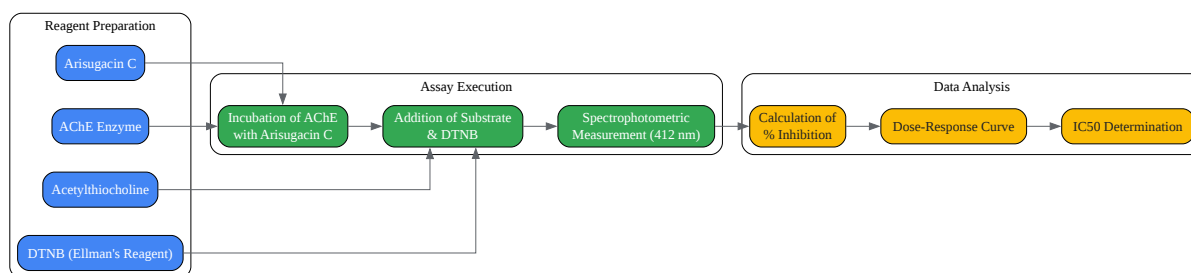 Reagent Preparation
Arisugacin C
AChE Enzyme
Acetylthiocholine
DTNB (Ellman's Reagent)
Assay Execution
Incubation of AChE
with Arisugacin C
Addition of Substrate
& DTNB
Spectrophotometric
Measurement (412 nm)
Data Analysis
Calculation of
% Inhibition
Dose-Response Curve
IC50 Determination